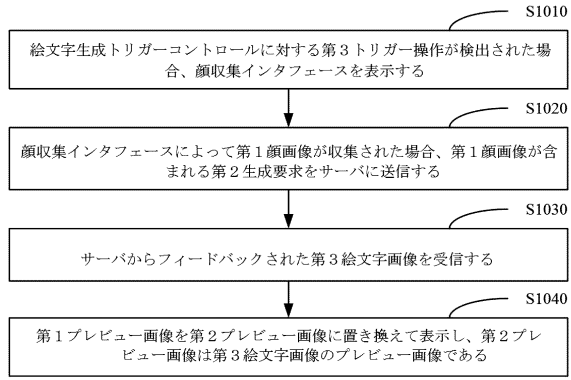 S1010
絵文字生成トリガーコントロールに対する第３トリガー操作が検出された場
合、顔収集インタフェースを表示する
S1020
顔収集インタフェースによって第１顔画像が収集された場合、第１顔画像が含
まれる第２生成要求をサーバに送信する
S1030
サーバからフィードバックされた第３絵文字画像を受信する
S1040
第１プレビュー画像を第２プレビュー画像に置き換えて表示し、第２プレ
ビュー画像は第３絵文字画像のプレビュー画像である